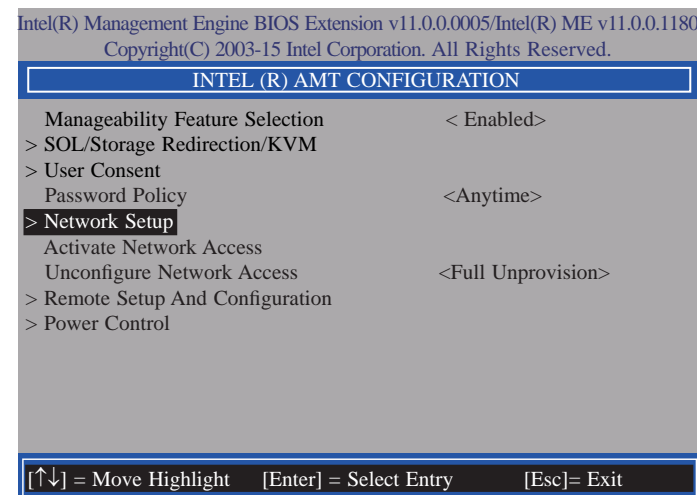 Intel(R) Management Engine BIOS Extension v11.0.0.0005/Intel(R) ME v11.0.0.1180
Copyright(C) 2003-15 Intel Corporation. All Rights Reserved.
INTEL (R) AMT CONFIGURATION
Manageability Feature Selection < Enabled>
> SOL/Storage Redirection/KVM
> User Consent
Password Policy <Anytime>
> Network Setup
Activate Network Access
Unconfigure Network Access <Full Unprovision>
> Remote Setup And Configuration
> Power Control
[↑↓] = Move Highlight [Enter] = Select Entry [Esc]= Exit